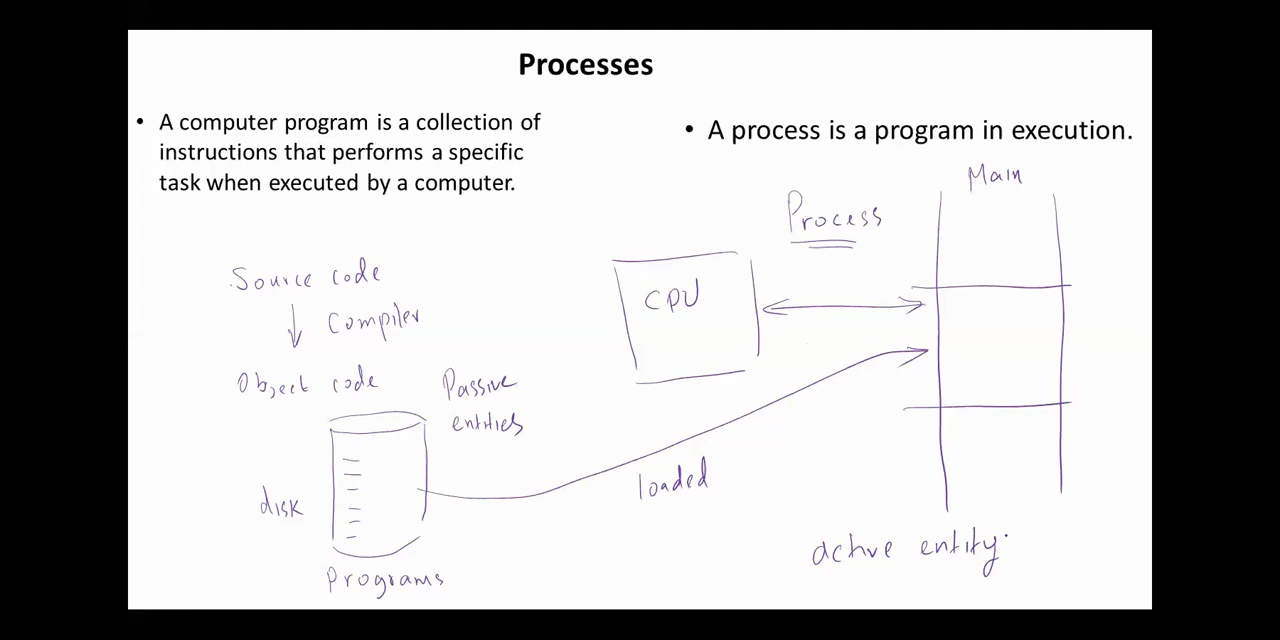 Processes
• A computer program is a collection of
instructions that performs a specific
task when executed by a computer.
• A process is a program in execution.
Main
Process
Source code
Compiler
Object code
CPU
Passive
entities
disk
loaded
Programs
active entity.